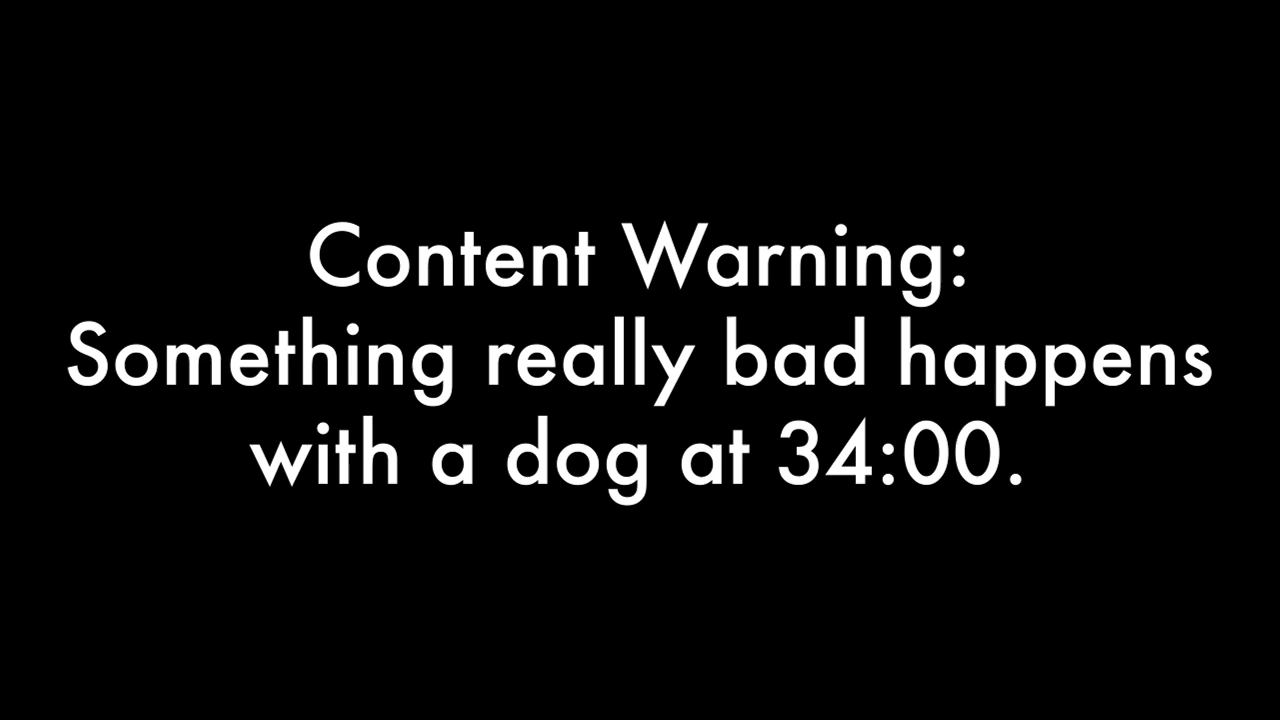 Content Warning:
Something really bad happens
with a dog at 34:00.